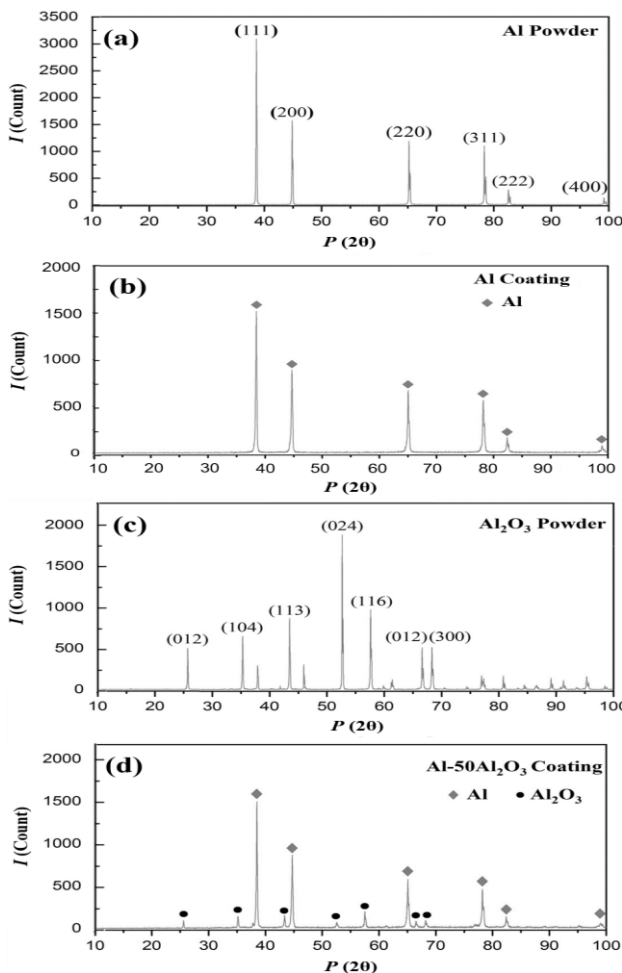 (a)
Al Powder
I (Count)
3500
3000
2500
2000
1500
1000
500
0
(111)
(200)
(220)
(311)
(222)
(400)
10 20 30 40 50 60 70 80 90 100
P (2θ)
(b)
Al Coating
Al
I (Count)
2000
1500
1000
500
0
10 20 30 40 50 60 70 80 90 100
P (2θ)
(c)
Al₂O₃ Powder
I (Count)
2000
1500
1000
500
0
(012)
(104)
(113)
(024)
(116)
(012) (300)
10 20 30 40 50 60 70 80 90 100
P (2θ)
(d)
Al-50Al₂O₃ Coating
Al Al₂O₃
I (Count)
2000
1500
1000
500
0
10 20 30 40 50 60 70 80 90 100
P (2θ)